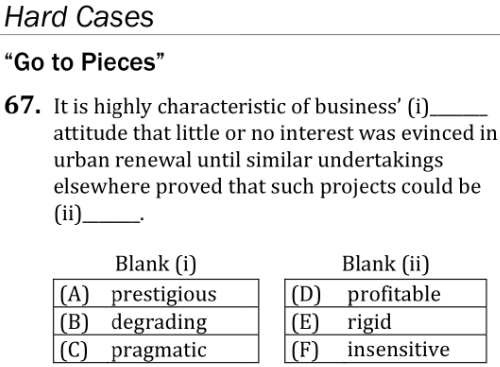 Hard Cases
“Go to Pieces”
67. It is highly characteristic of business’ (i)______
attitude that little or no interest was evinced in
urban renewal until similar undertakings
elsewhere proved that such projects could be
(ii)______.
Blank (i) Blank (ii)
(A) prestigious (D) profitable
(B) degrading (E) rigid
(C) pragmatic (F) insensitive